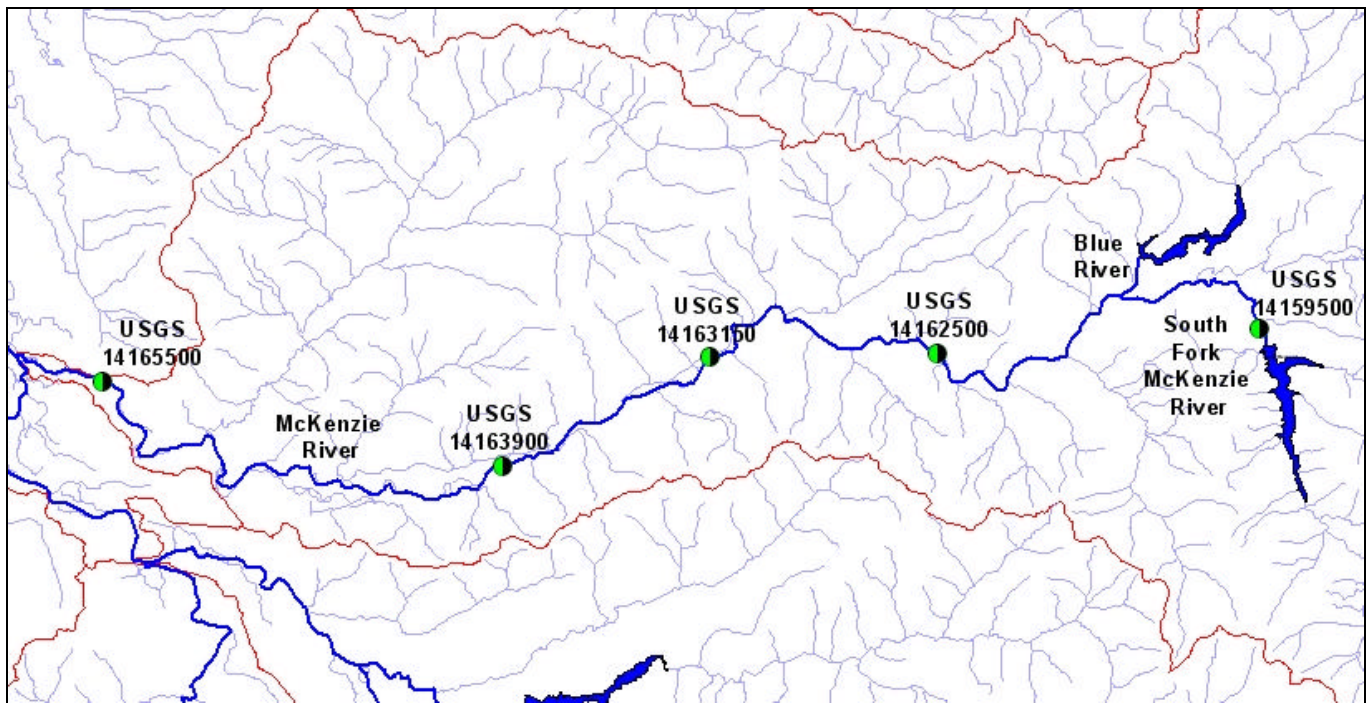 Blue
River
USGS
14159500
USGS
14162500
USGS
14163150
South
Fork
McKenzie
River
USGS
14165500
McKenzie
River
USGS
14163900